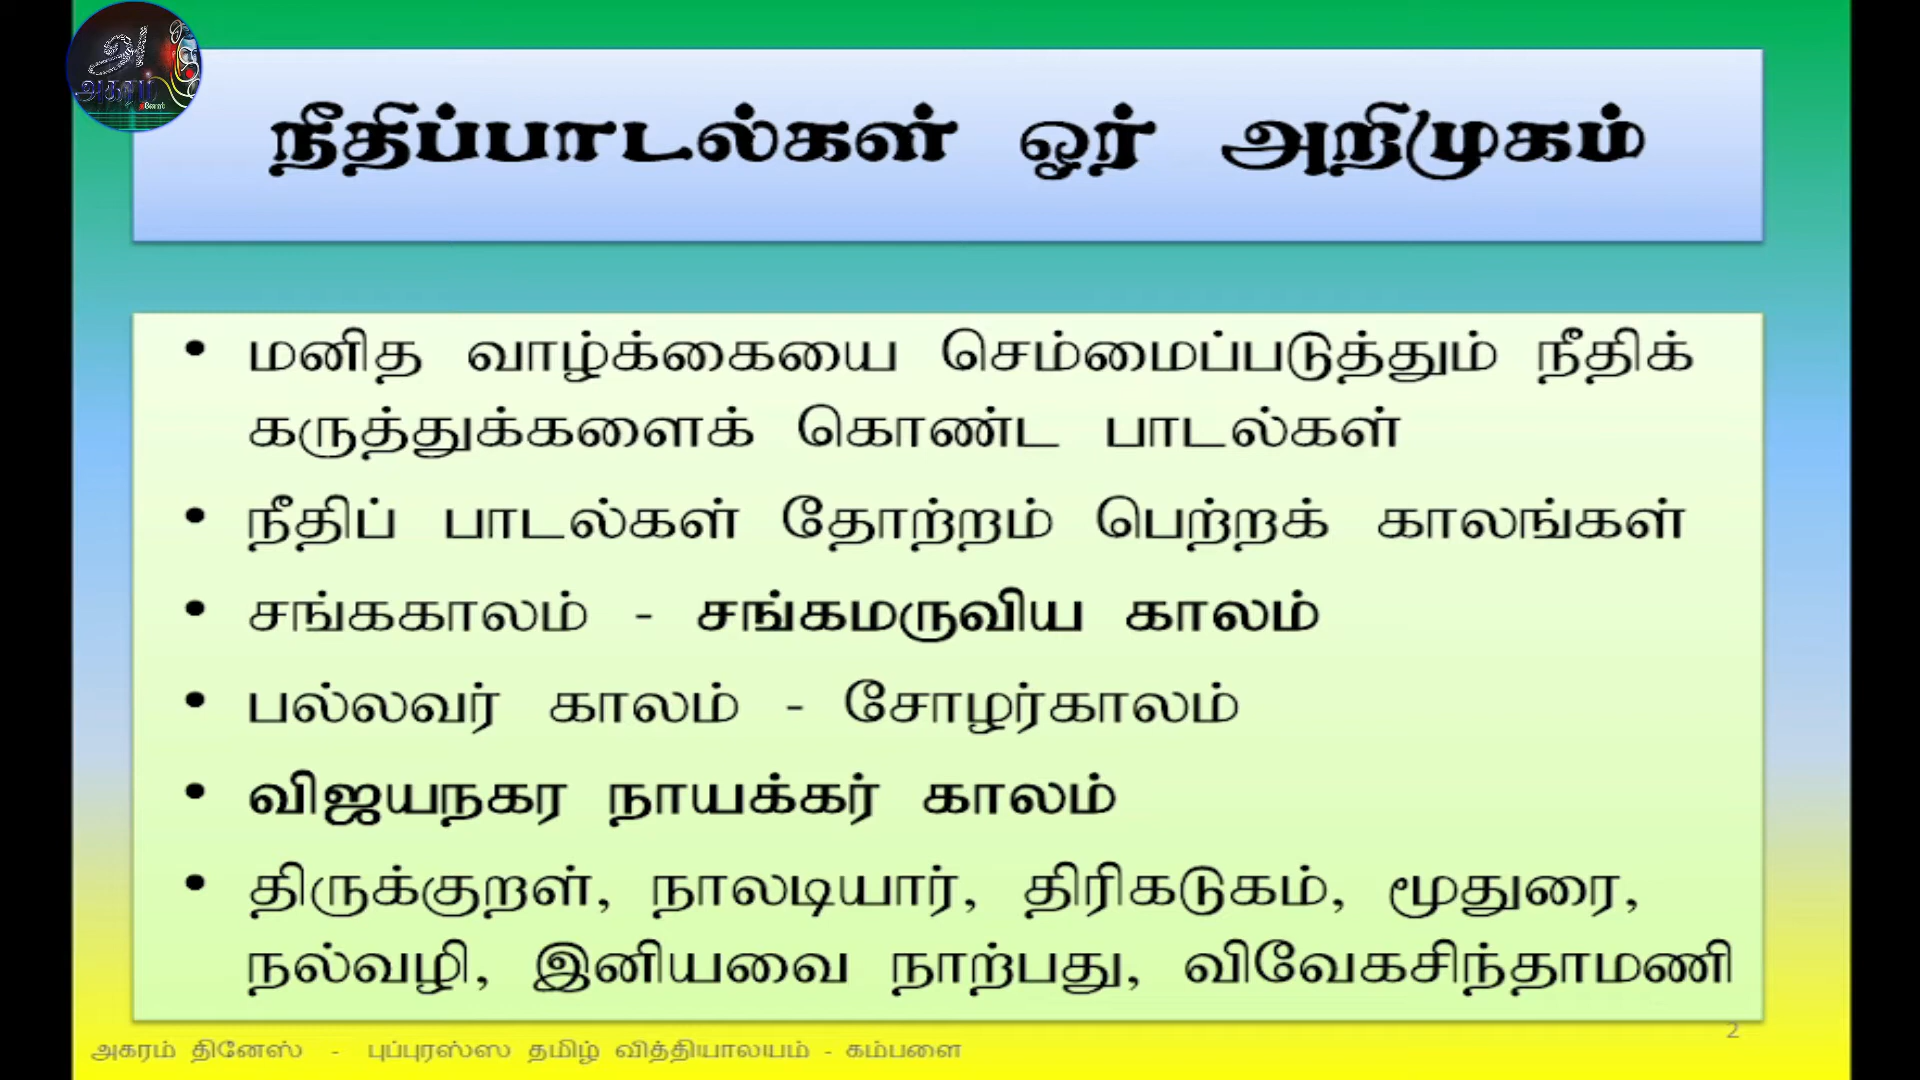 அ
அகரம்
நீதிப்பாடல்கள் ஓர் அறிமுகம்
• மனித வாழ்க்கையை செம்மைப்படுத்தும் நீதிக்
கருத்துக்களைக் கொண்ட பாடல்கள்
• நீதிப் பாடல்கள் தோற்றம் பெற்றக் காலங்கள்
• சங்ககாலம் - சங்கமருவிய காலம்
• பல்லவர் காலம் - சோழர்காலம்
• விஜயநகர நாயக்கர் காலம்
• திருக்குறள், நாலடியார், திரிகடுகம், மூதுரை,
நல்வழி, இனியவை நாற்பது, விவேகசிந்தாமணி
2
அகரம் தினேஸ் - புப்புரஸ்ஸ தமிழ் வித்தியாலயம் - கம்பளை